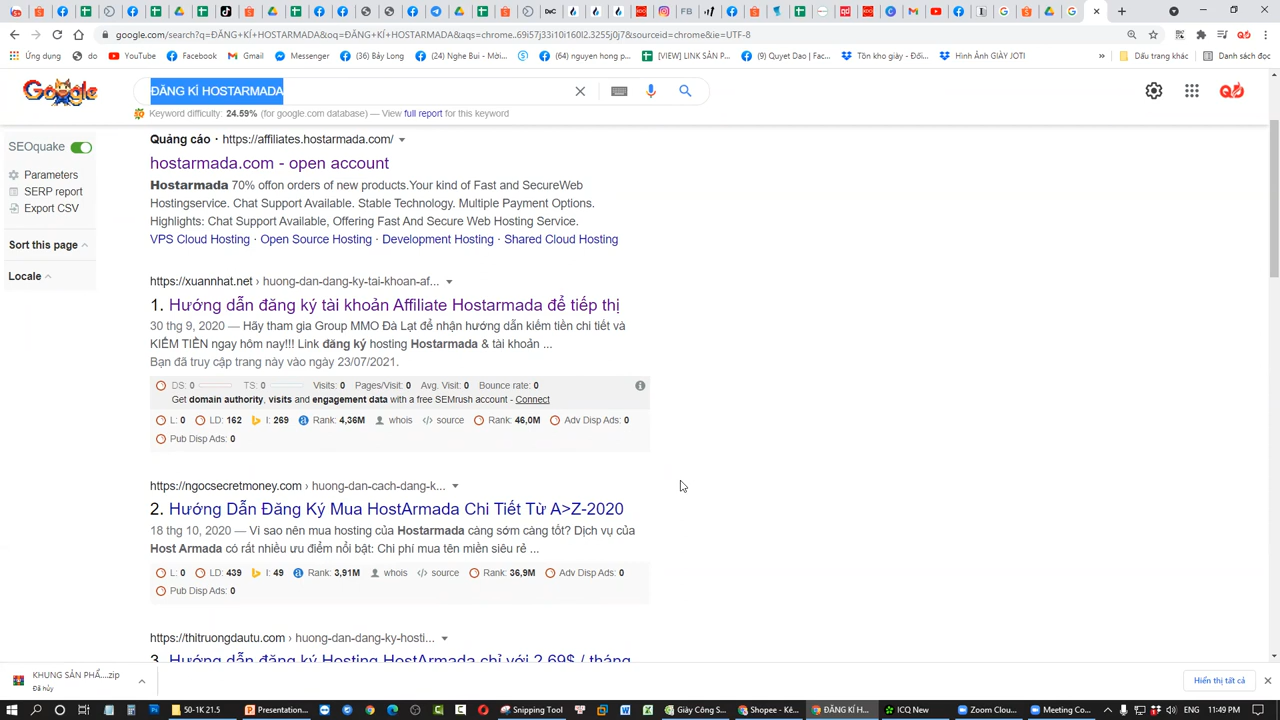 google.com/search?q=ĐĂNG+KÍ+HOSTARMADA&oq=ĐĂNG+KÍ+HOSTARMADA&aqs=chrome..69i57j33i10i160l2.3255j0j7&sourceid=chrome&ie=UTF-8
Ứng dụng do YouTube Facebook Gmail Messenger (36) Bảy Long (24) Nghe Bui - M... (64) nguyen hong p... [VIEW] LINK SẢN P... (9) Quyet Dao | Fac... Tồn kho giày - Đối... Hình Ảnh GIÀY JOTI » Dấu trang khác Danh sách đọc
ĐĂNG KÍ HOSTARMADA
Keyword difficulty: 24.59% (for google.com database) — View full report for this keyword
SEOquake
Parameters
SERP report
Export CSV
Sort this page
Locale
Quảng cáo · https://affiliates.hostarmada.com/
hostarmada.com - open account
Hostarmada 70% offon orders of new products.Your kind of Fast and SecureWeb
Hostingservice. Chat Support Available. Stable Technology. Multiple Payment Options.
Highlights: Chat Support Available, Offering Fast And Secure Web Hosting Service.
VPS Cloud Hosting · Open Source Hosting · Development Hosting · Shared Cloud Hosting
https://xuannhat.net › huong-dan-dang-ky-tai-khoan-af...
1. Hướng dẫn đăng ký tài khoản Affiliate Hostarmada để tiếp thị
30 thg 9, 2020 — Hãy tham gia Group MMO Đà Lạt để nhận hướng dẫn kiếm tiền chi tiết và
KIẾM TIỀN ngay hôm nay!!! Link đăng ký hosting Hostarmada & tài khoản ...
Bạn đã truy cập trang này vào ngày 23/07/2021.
DS: 0 TS: 0 Visits: 0 Pages/Visit: 0 Avg. Visit: 0 Bounce rate: 0
Get domain authority, visits and engagement data with a free SEMrush account - Connect
L: 0 LD: 162 I: 269 Rank: 4,36M whois source Rank: 46,0M Adv Disp Ads: 0
Pub Disp Ads: 0
https://ngocsecretmoney.com › huong-dan-cach-dang-k...
2. Hướng Dẫn Đăng Ký Mua HostArmada Chi Tiết Từ A>Z-2020
18 thg 10, 2020 — Vì sao nên mua hosting của Hostarmada càng sớm càng tốt? Dịch vụ của
Host Armada có rất nhiều ưu điểm nổi bật: Chi phí mua tên miền siêu rẻ ...
L: 0 LD: 439 I: 49 Rank: 3,91M whois source Rank: 36,9M Adv Disp Ads: 0
Pub Disp Ads: 0
https://thitruongdautu.com › huong-dan-dang-ky-hosti...
3. Hướng dẫn đăng ký Hosting HostArmada chỉ với 2.69$ / tháng
KHUNG SẢN PHẨ....zip
Đã hủy
Hiển thị tất cả
50-1K 21.5 Presentation... Snipping Tool Giày Công S... Shopee - Kê... ĐĂNG KÍ H... ICQ New Zoom Clou... Meeting Co... 11:49 PM